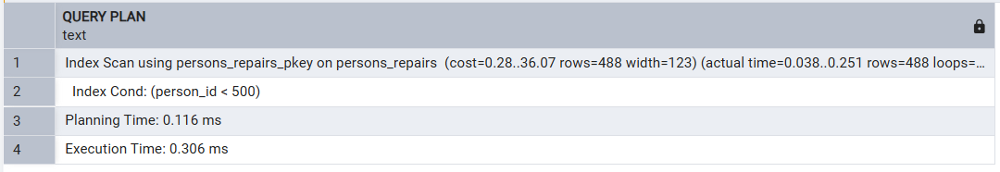 QUERY PLAN
text
1 Index Scan using persons_repairs_pkey on persons_repairs (cost=0.28..36.07 rows=488 width=123) (actual time=0.038..0.251 rows=488 loops=...
2 Index Cond: (person_id < 500)
3 Planning Time: 0.116 ms
4 Execution Time: 0.306 ms